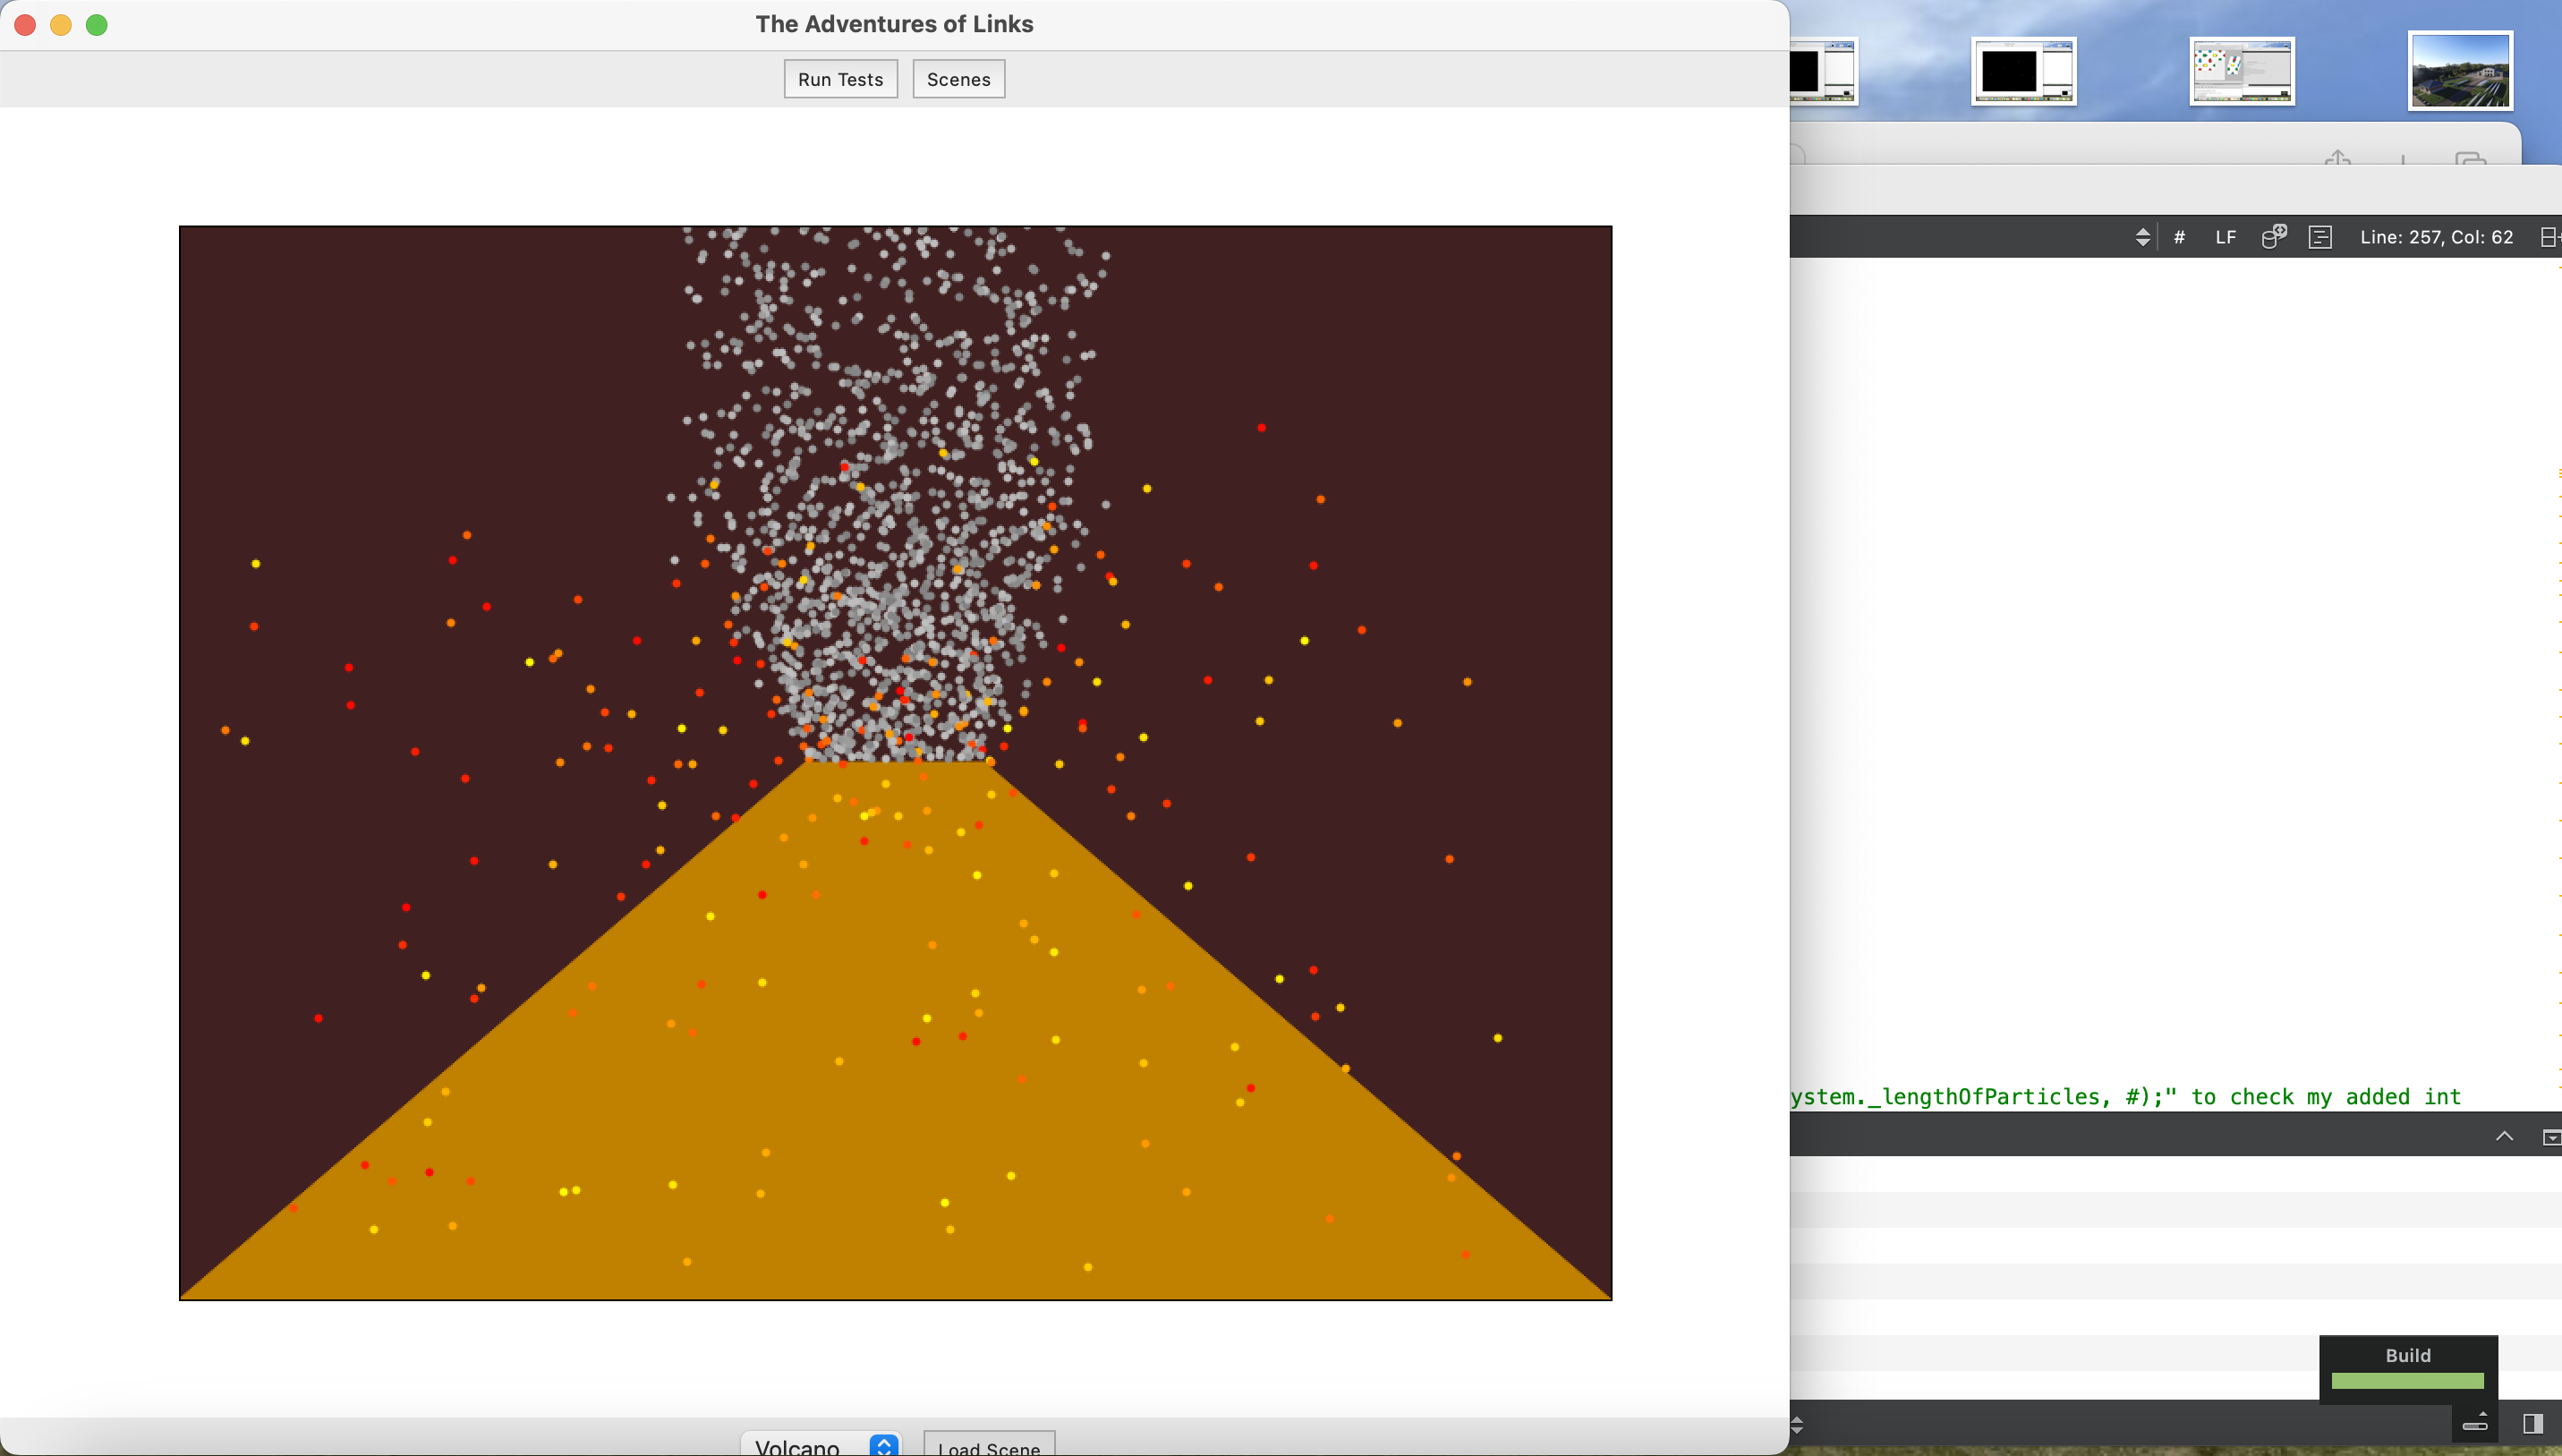 The Adventures of Links
Run Tests
Scenes
# LF Line: 257, Col: 62
ystem._lengthOfParticles, #);" to check my added int
Build
Volcano
Load Scene